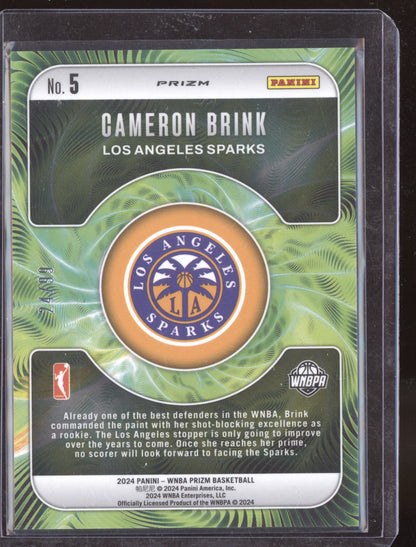 No. 5
PRIZM
PANINI
CAMERON BRINK
LOS ANGELES SPARKS
LOS ANGELES
LA
SPARKS
WNBPA
Already one of the best defenders in the WNBA, Brink
commanded the paint with her shot-blocking excellence as
a rookie. The Los Angeles stopper is only going to improve
over the years to come. Once she reaches her prime,
no scorer will look forward to facing the Sparks.
2024 PANINI – WNBA PRIZM BASKETBALL
帕尼尼 © 2024 Panini America, Inc.
2024 WNBA Enterprises, LLC
Officially Licensed Product of the WNBPA © 2024